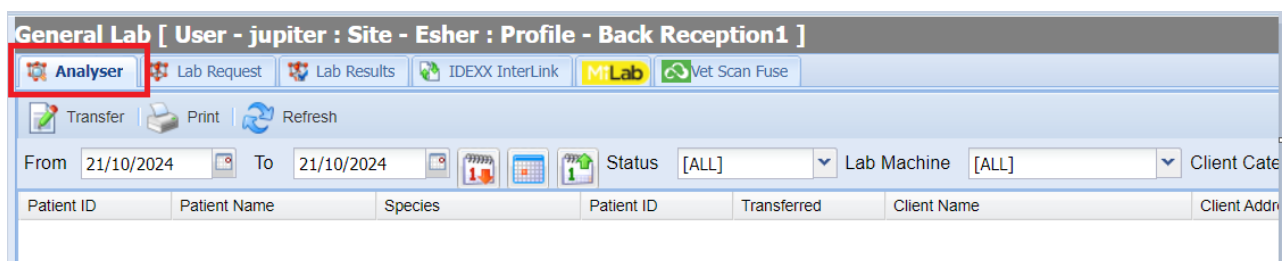 General Lab [ User - jupiter : Site - Esher : Profile - Back Reception1 ]
Analyser Lab Request Lab Results IDEXX InterLink MiLab Vet Scan Fuse
Transfer Print Refresh
From 21/10/2024 To 21/10/2024 1 1 Status [ALL] Lab Machine [ALL] Client Cate
Patient ID Patient Name Species Patient ID Transferred Client Name Client Addr